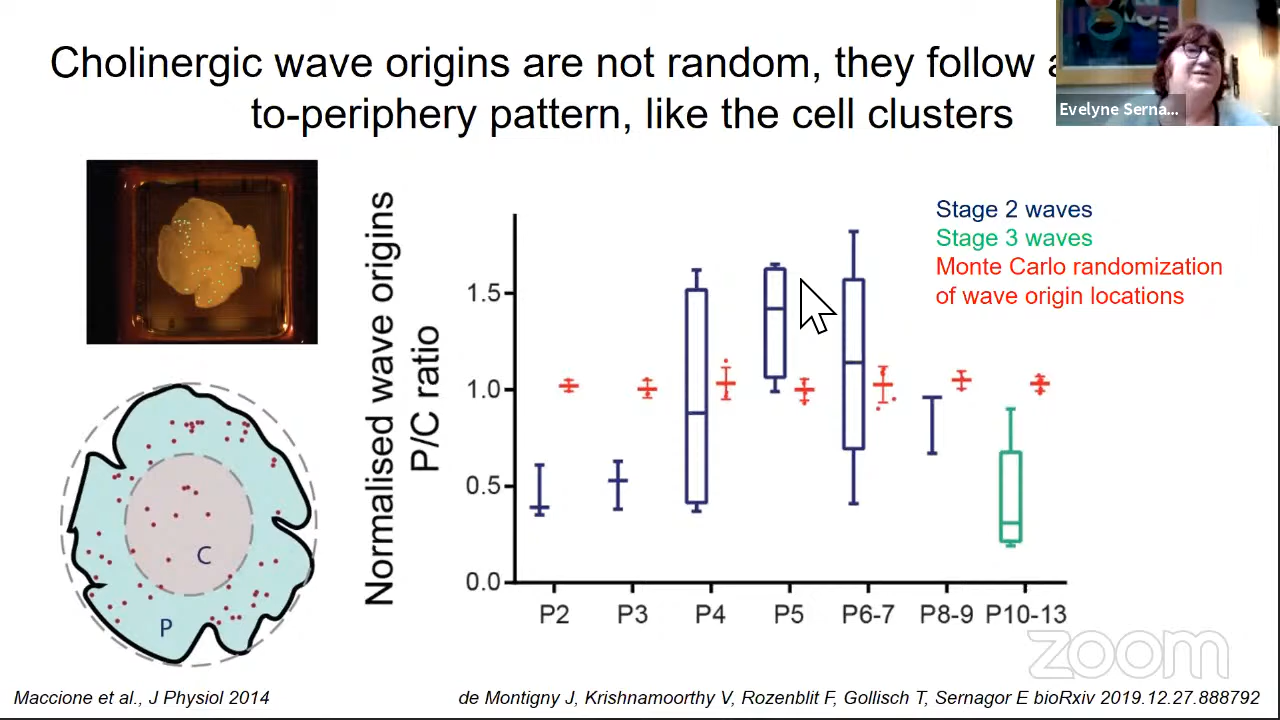 Cholinergic wave origins are not random, they follow
to-periphery pattern, like the cell clusters
Evelyne Serna...
Normalised wave origins
P/C ratio
1.5
1.0
0.5
0.0
P2
P3
P4
P5
P6-7
P8-9
P10-13
Stage 2 waves
Stage 3 waves
Monte Carlo randomization
of wave origin locations
C
P
zoom
Maccione et al., J Physiol 2014
de Montigny J, Krishnamoorthy V, Rozenblit F, Gollisch T, Sernagor E bioRxiv 2019.12.27.888792